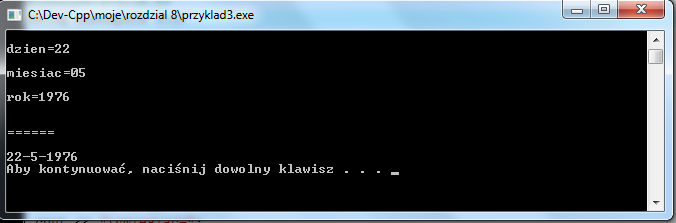 C:\Dev-Cpp\moje\rozdzial 8\przyklad3.exe
dzien=22
miesiac=05
rok=1976
======
22-5-1976
Aby kontynuować, naciśnij dowolny klawisz . . . _